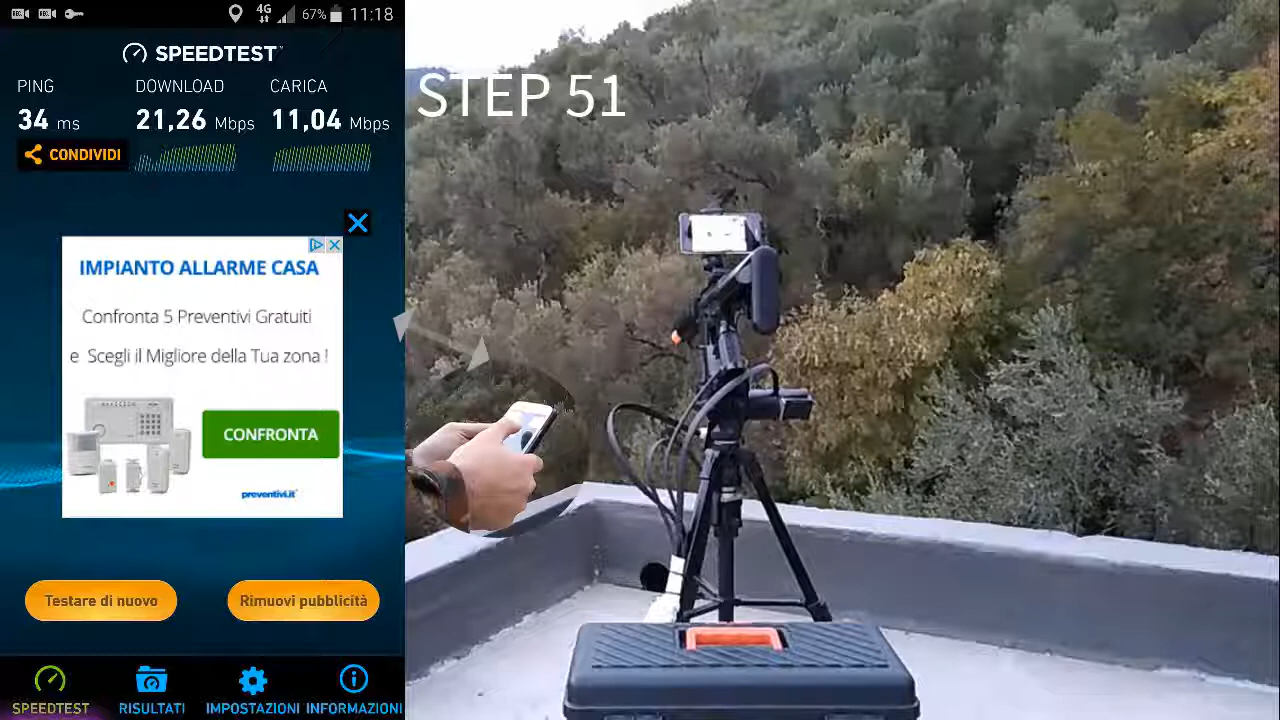 4G 67% 11:18
SPEEDTEST
PING DOWNLOAD CARICA
34 ms 21,26 Mbps 11,04 Mbps
CONDIVIDI
STEP 51
IMPIANTO ALLARME CASA
Confronta 5 Preventivi Gratuiti
e Scegli il Migliore della Tua zona !
CONFRONTA
preventivi.it
Testare di nuovo Rimuovi pubblicità
SPEEDTEST RISULTATI IMPOSTAZIONI INFORMAZIONI